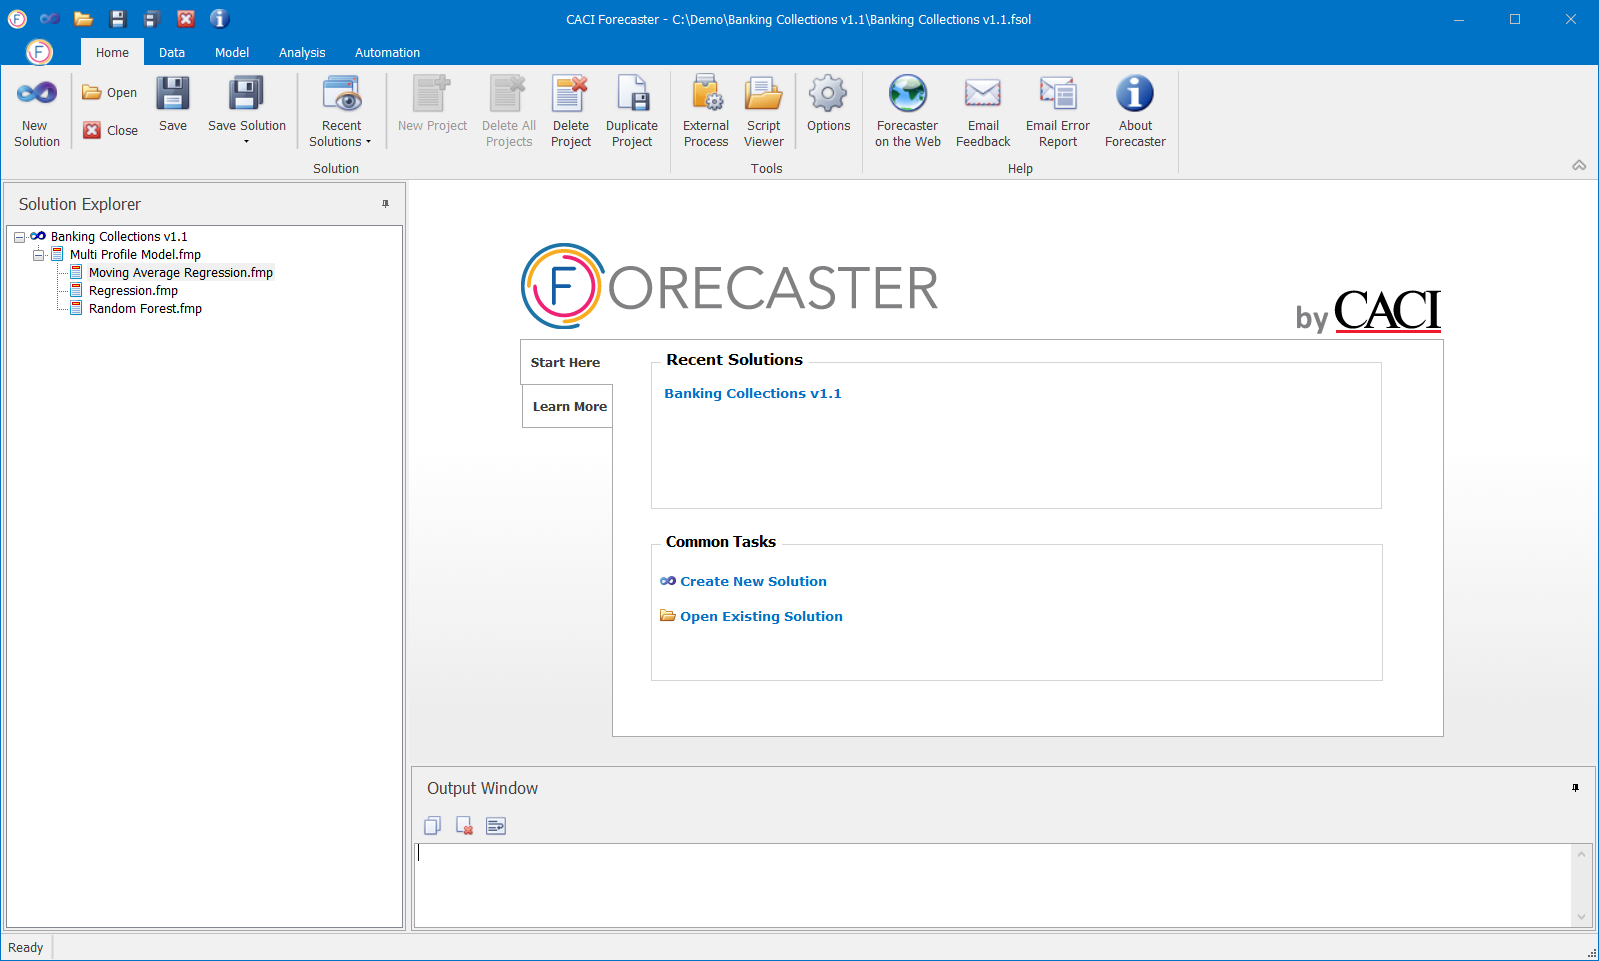 CACI Forecaster - C:\Demo\Banking Collections v1.1\Banking Collections v1.1.fsol
F Home Data Model Analysis Automation
New Solution
Open
Close
Save
Save Solution
Recent Solutions
New Project
Delete All Projects
Delete Project
Duplicate Project
External Process
Script Viewer
Options
Forecaster on the Web
Email Feedback
Email Error Report
About Forecaster
Solution Tools Help
Solution Explorer
Banking Collections v1.1
Multi Profile Model.fmp
Moving Average Regression.fmp
Regression.fmp
Random Forest.fmp
FORECASTER
by CACI
Start Here
Learn More
Recent Solutions
Banking Collections v1.1
Common Tasks
Create New Solution
Open Existing Solution
Output Window
Ready